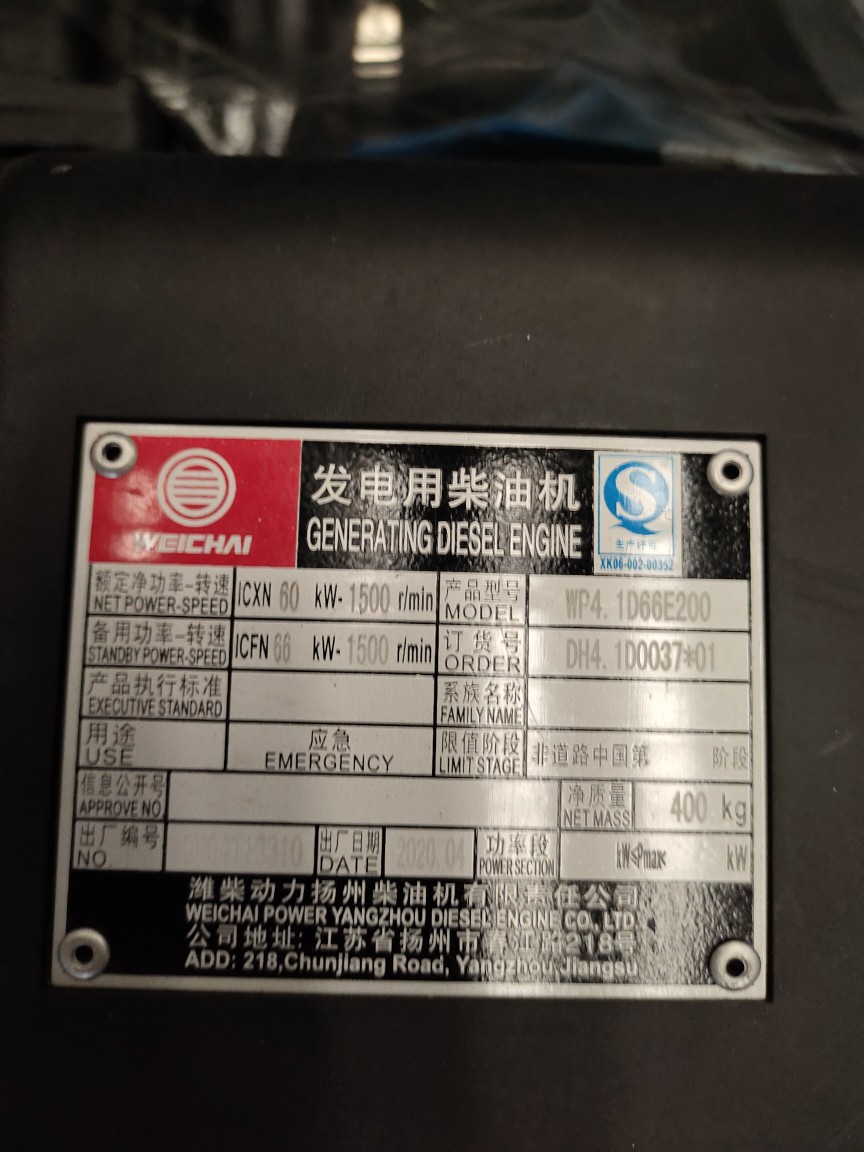 WEICHAI
发电用柴油机
GENERATING DIESEL ENGINE
生产许可
XK06-002-00352
额定净功率-转速
NET POWER-SPEED
ICXN 60 kW- 1500 r/min
产品型号
MODEL
WP4.1D66E200
备用功率-转速
STANDBY POWER-SPEED
ICFN 66 kW- 1500 r/min
订货号
ORDER
DH4.1D0037*01
产品执行标准
EXECUTIVE STANDARD
系族名称
FAMILY NAME
用途
USE
应急
EMERGENCY
限值阶段
LIMIT STAGE
非道路中国第 阶段
信息公开号
APPROVE NO
净质量
NET MASS
400 kg
出厂编号
NO.
出厂日期
DATE
2020.04
功率段
POWER SECTION
kW≤Pmax< kW
潍柴动力扬州柴油机有限责任公司
WEICHAI POWER YANGZHOU DIESEL ENGINE CO., LTD
公司地址: 江苏省扬州市春江路218号
ADD: 218,Chunjiang Road, Yangzhou,Jiangsu